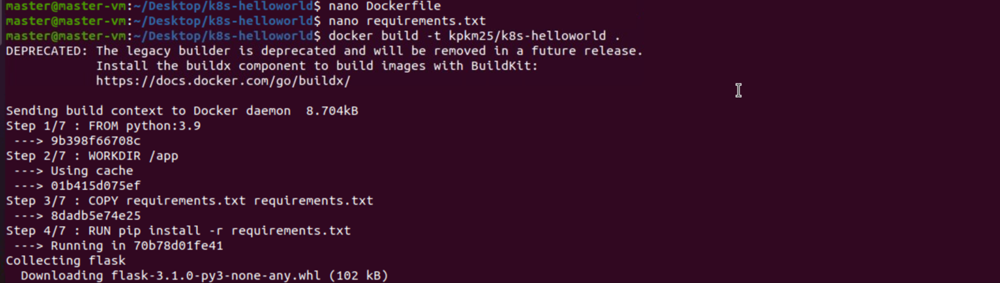 master@master-vm:~/Desktop/k8s-helloworld$ nano Dockerfile
master@master-vm:~/Desktop/k8s-helloworld$ nano requirements.txt
master@master-vm:~/Desktop/k8s-helloworld$ docker build -t kpkm25/k8s-helloworld .
DEPRECATED: The legacy builder is deprecated and will be removed in a future release.
            Install the buildx component to build images with BuildKit:
            https://docs.docker.com/go/buildx/

Sending build context to Docker daemon  8.704kB
Step 1/7 : FROM python:3.9
 ---> 9b398f66708c
Step 2/7 : WORKDIR /app
 ---> Using cache
 ---> 01b415d075ef
Step 3/7 : COPY requirements.txt requirements.txt
 ---> 8dadb5e74e25
Step 4/7 : RUN pip install -r requirements.txt
 ---> Running in 70b78d01fe41
Collecting flask
  Downloading flask-3.1.0-py3-none-any.whl (102 kB)